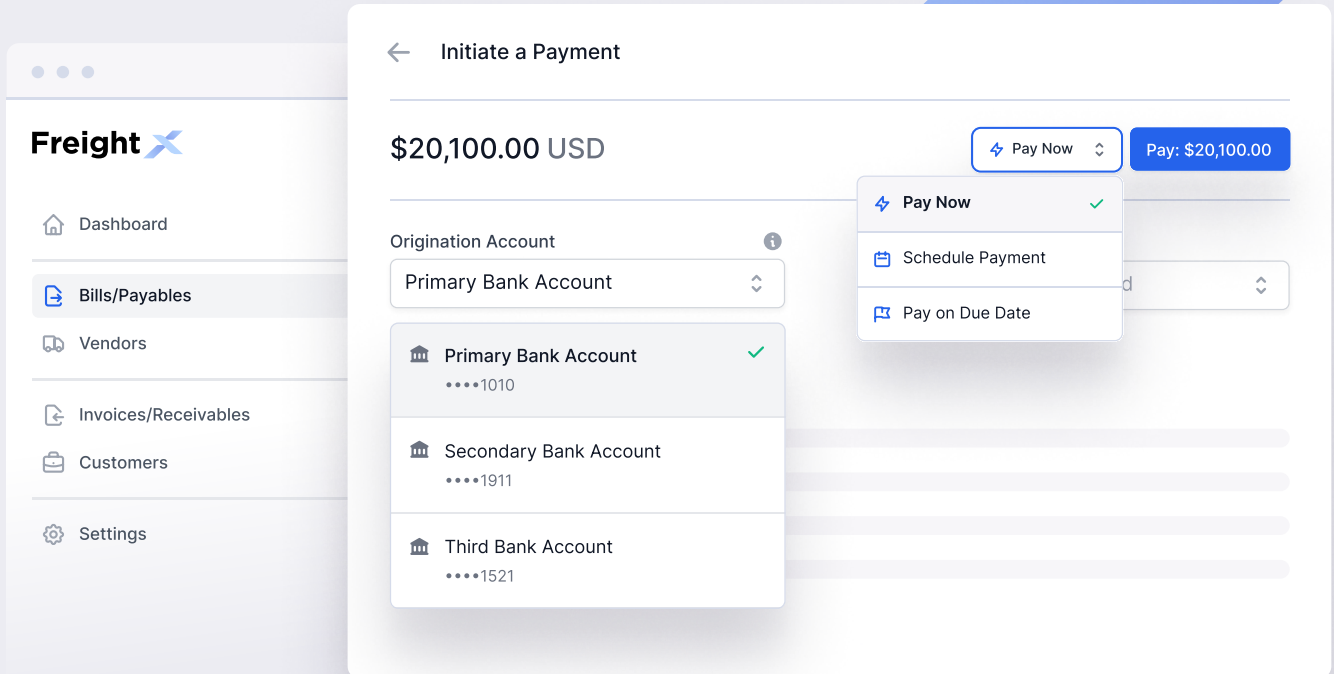 Initiate a Payment
FreightX
$20,100.00 USD
Pay Now
Pay: $20,100.00
Dashboard
Bills/Payables
Vendors
Invoices/Receivables
Customers
Settings
Origination Account
Primary Bank Account
Primary Bank Account
••••1010
Secondary Bank Account
••••1911
Third Bank Account
••••1521
Pay Now
Schedule Payment
Pay on Due Date